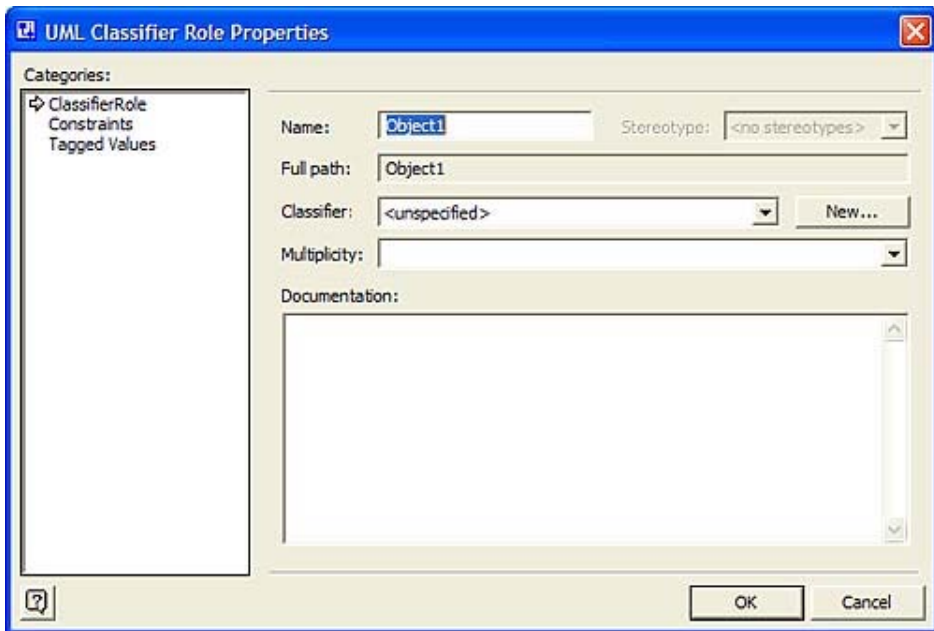 UML Classifier Role Properties
Categories:
ClassifierRole
Constraints
Tagged Values
Name: Object1 Stereotype: <no stereotypes>
Full path: Object1
Classifier: <unspecified> New...
Multiplicity:
Documentation:
OK Cancel